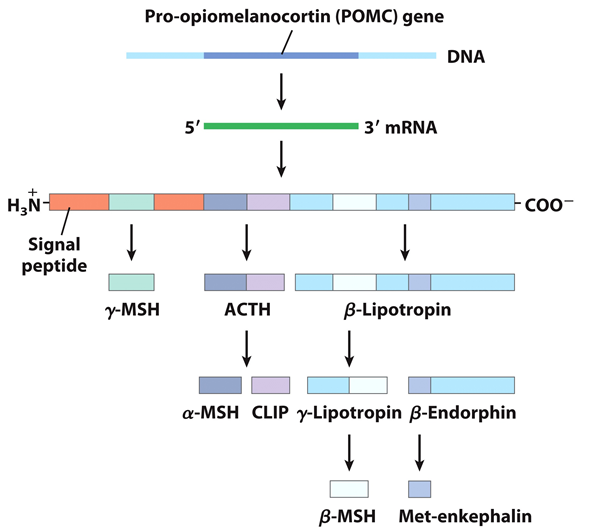 Pro-opiomelanocortin (POMC) gene
DNA
5′ 3′ mRNA
H₃N⁺ COO⁻
Signal
peptide
γ-MSH ACTH β-Lipotropin
α-MSH CLIP γ-Lipotropin β-Endorphin
β-MSH Met-enkephalin